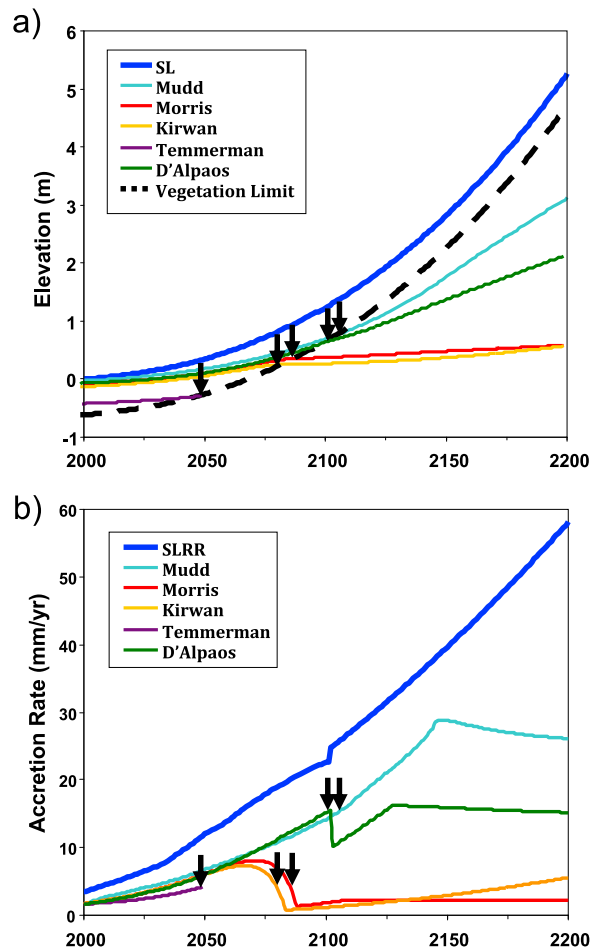 a)
6
5
4
3
2
1
0
-1
Elevation (m)
SL
Mudd
Morris
Kirwan
Temmerman
D'Alpaos
Vegetation Limit
2000 2050 2100 2150 2200
b)
60
50
40
30
20
10
0
Accretion Rate (mm/yr)
SLRR
Mudd
Morris
Kirwan
Temmerman
D'Alpaos
2000 2050 2100 2150 2200